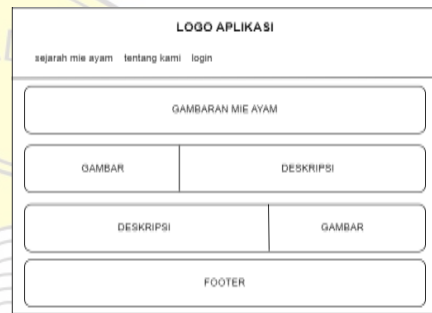 LOGO APLIKASI
sejarah mie ayam tentang kami login
GAMBARAN MIE AYAM
GAMBAR DESKRIPSI
DESKRIPSI GAMBAR
FOOTER